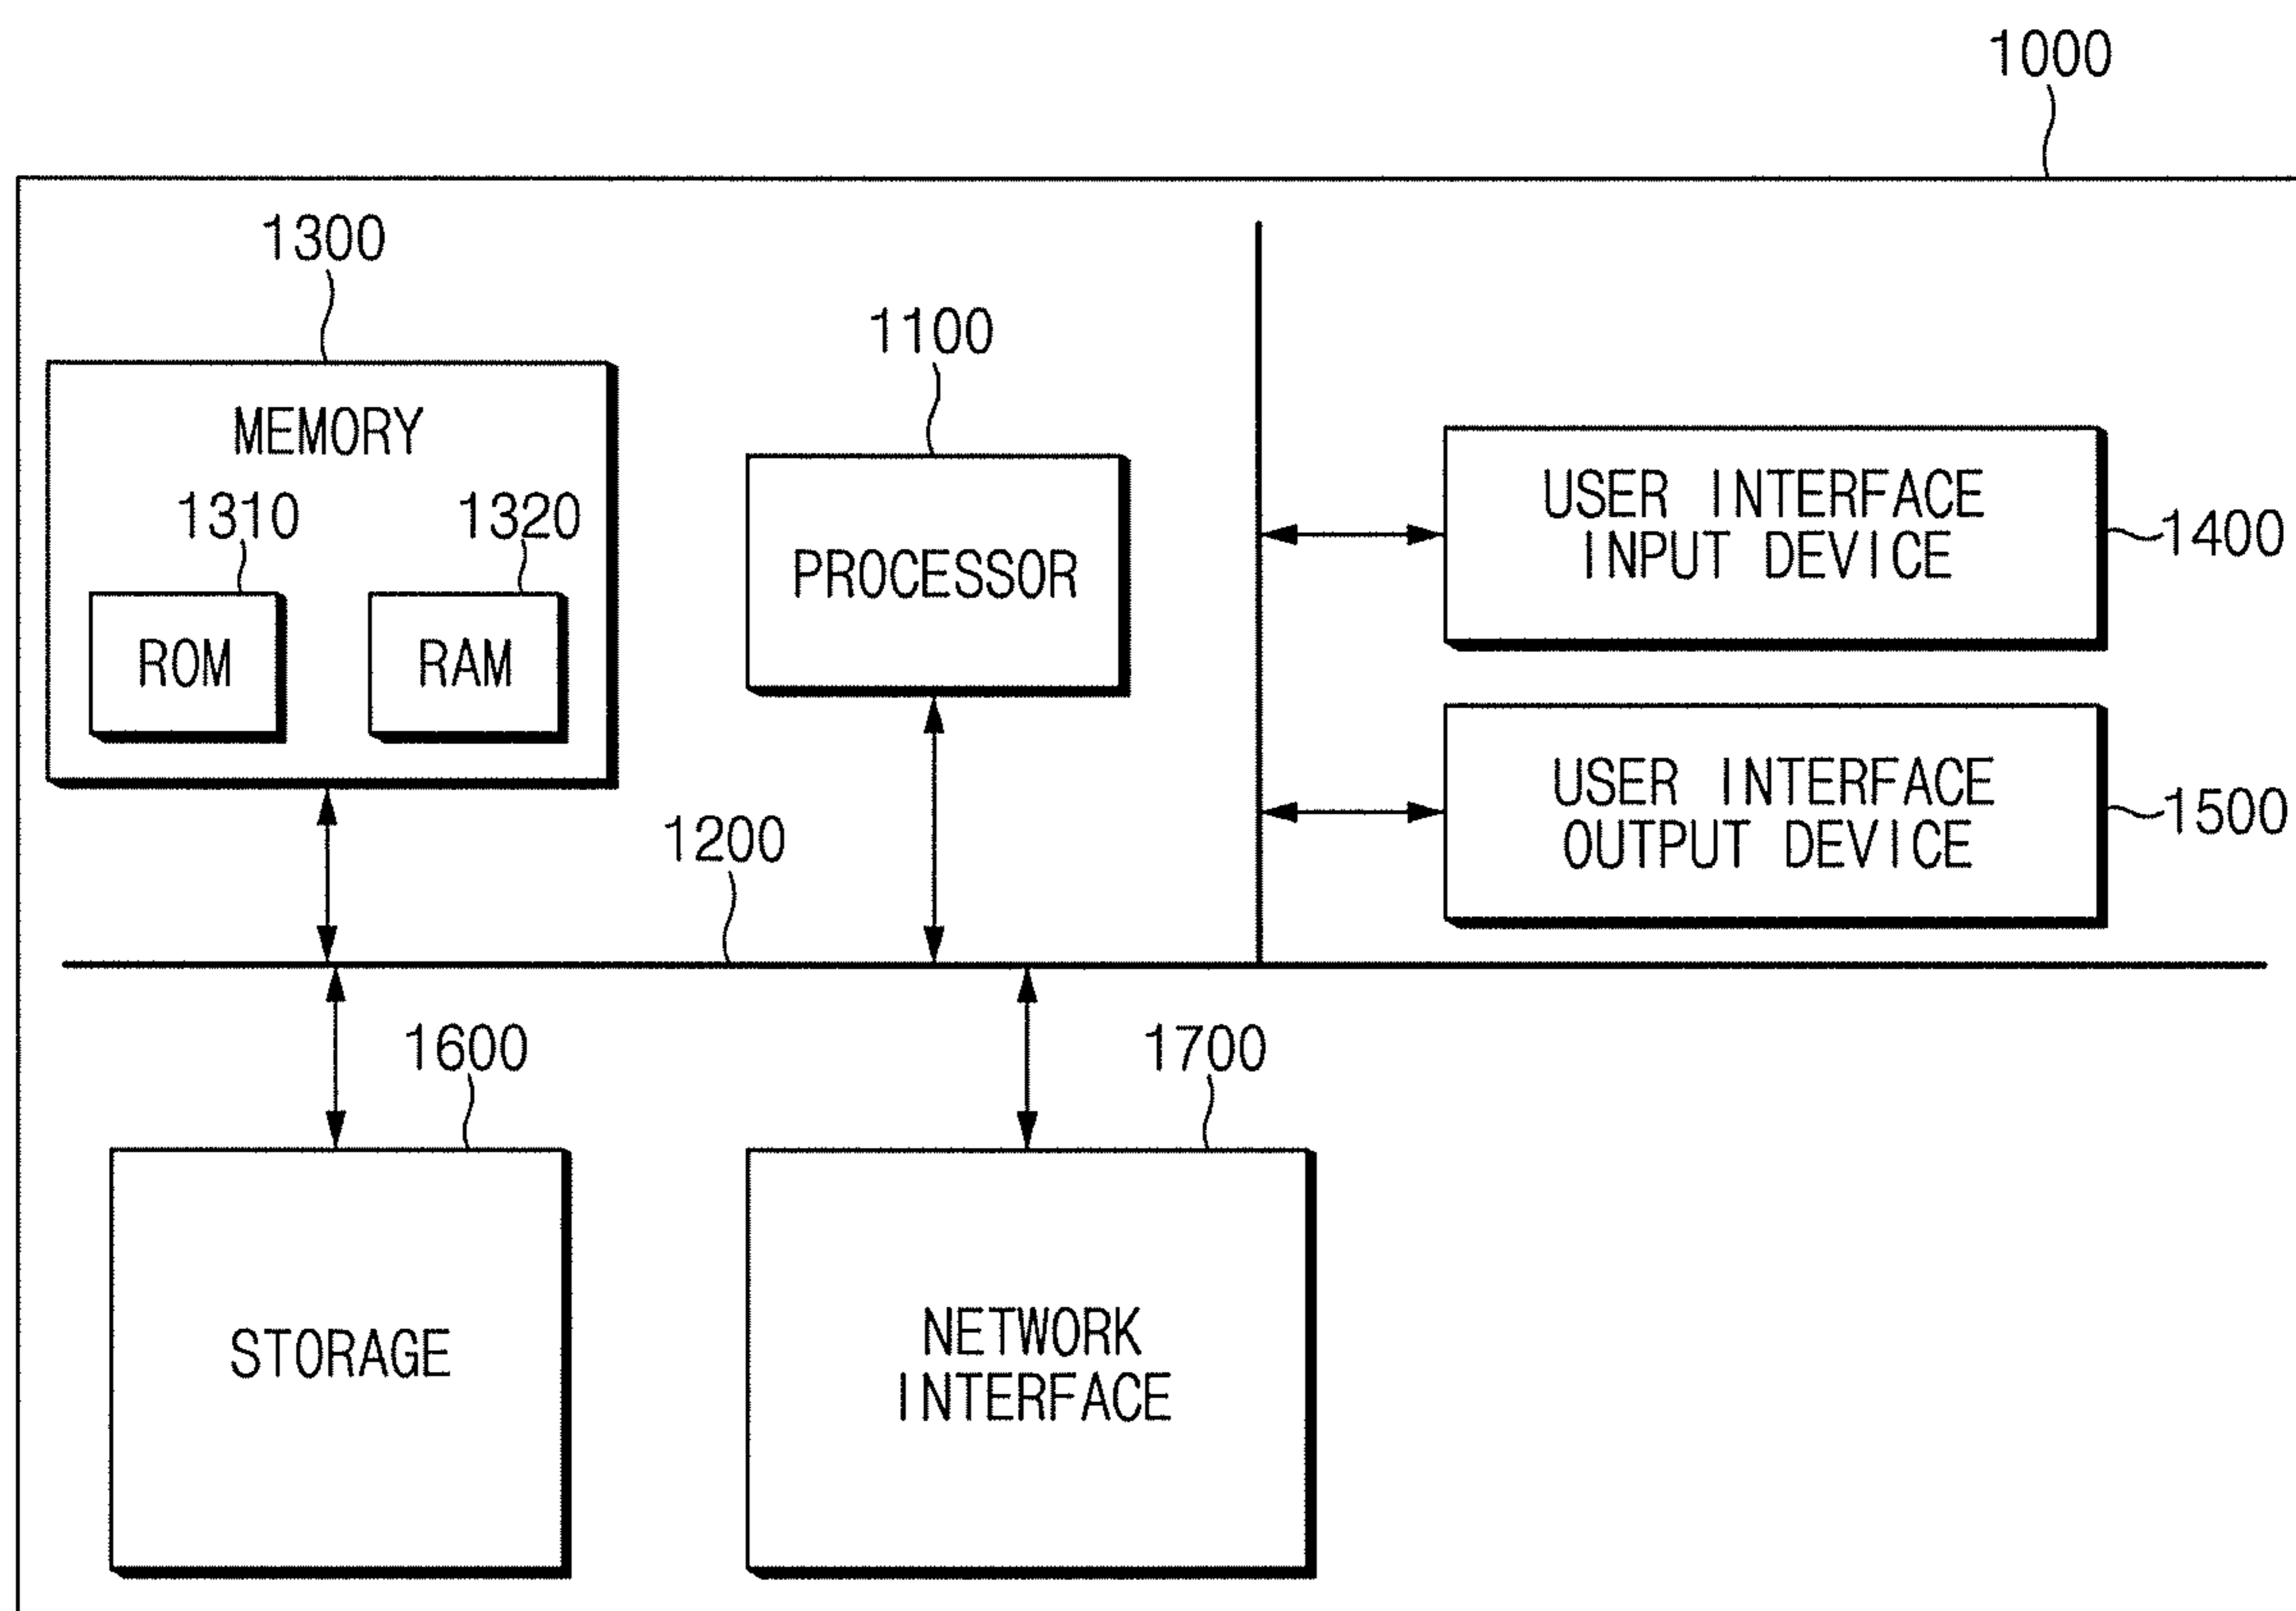 1000
1300
1100
MEMORY
1310
1320
ROM
RAM
PROCESSOR
USER INTERFACE
INPUT DEVICE
1400
USER INTERFACE
OUTPUT DEVICE
1500
1200
1600
1700
STORAGE
NETWORK
INTERFACE